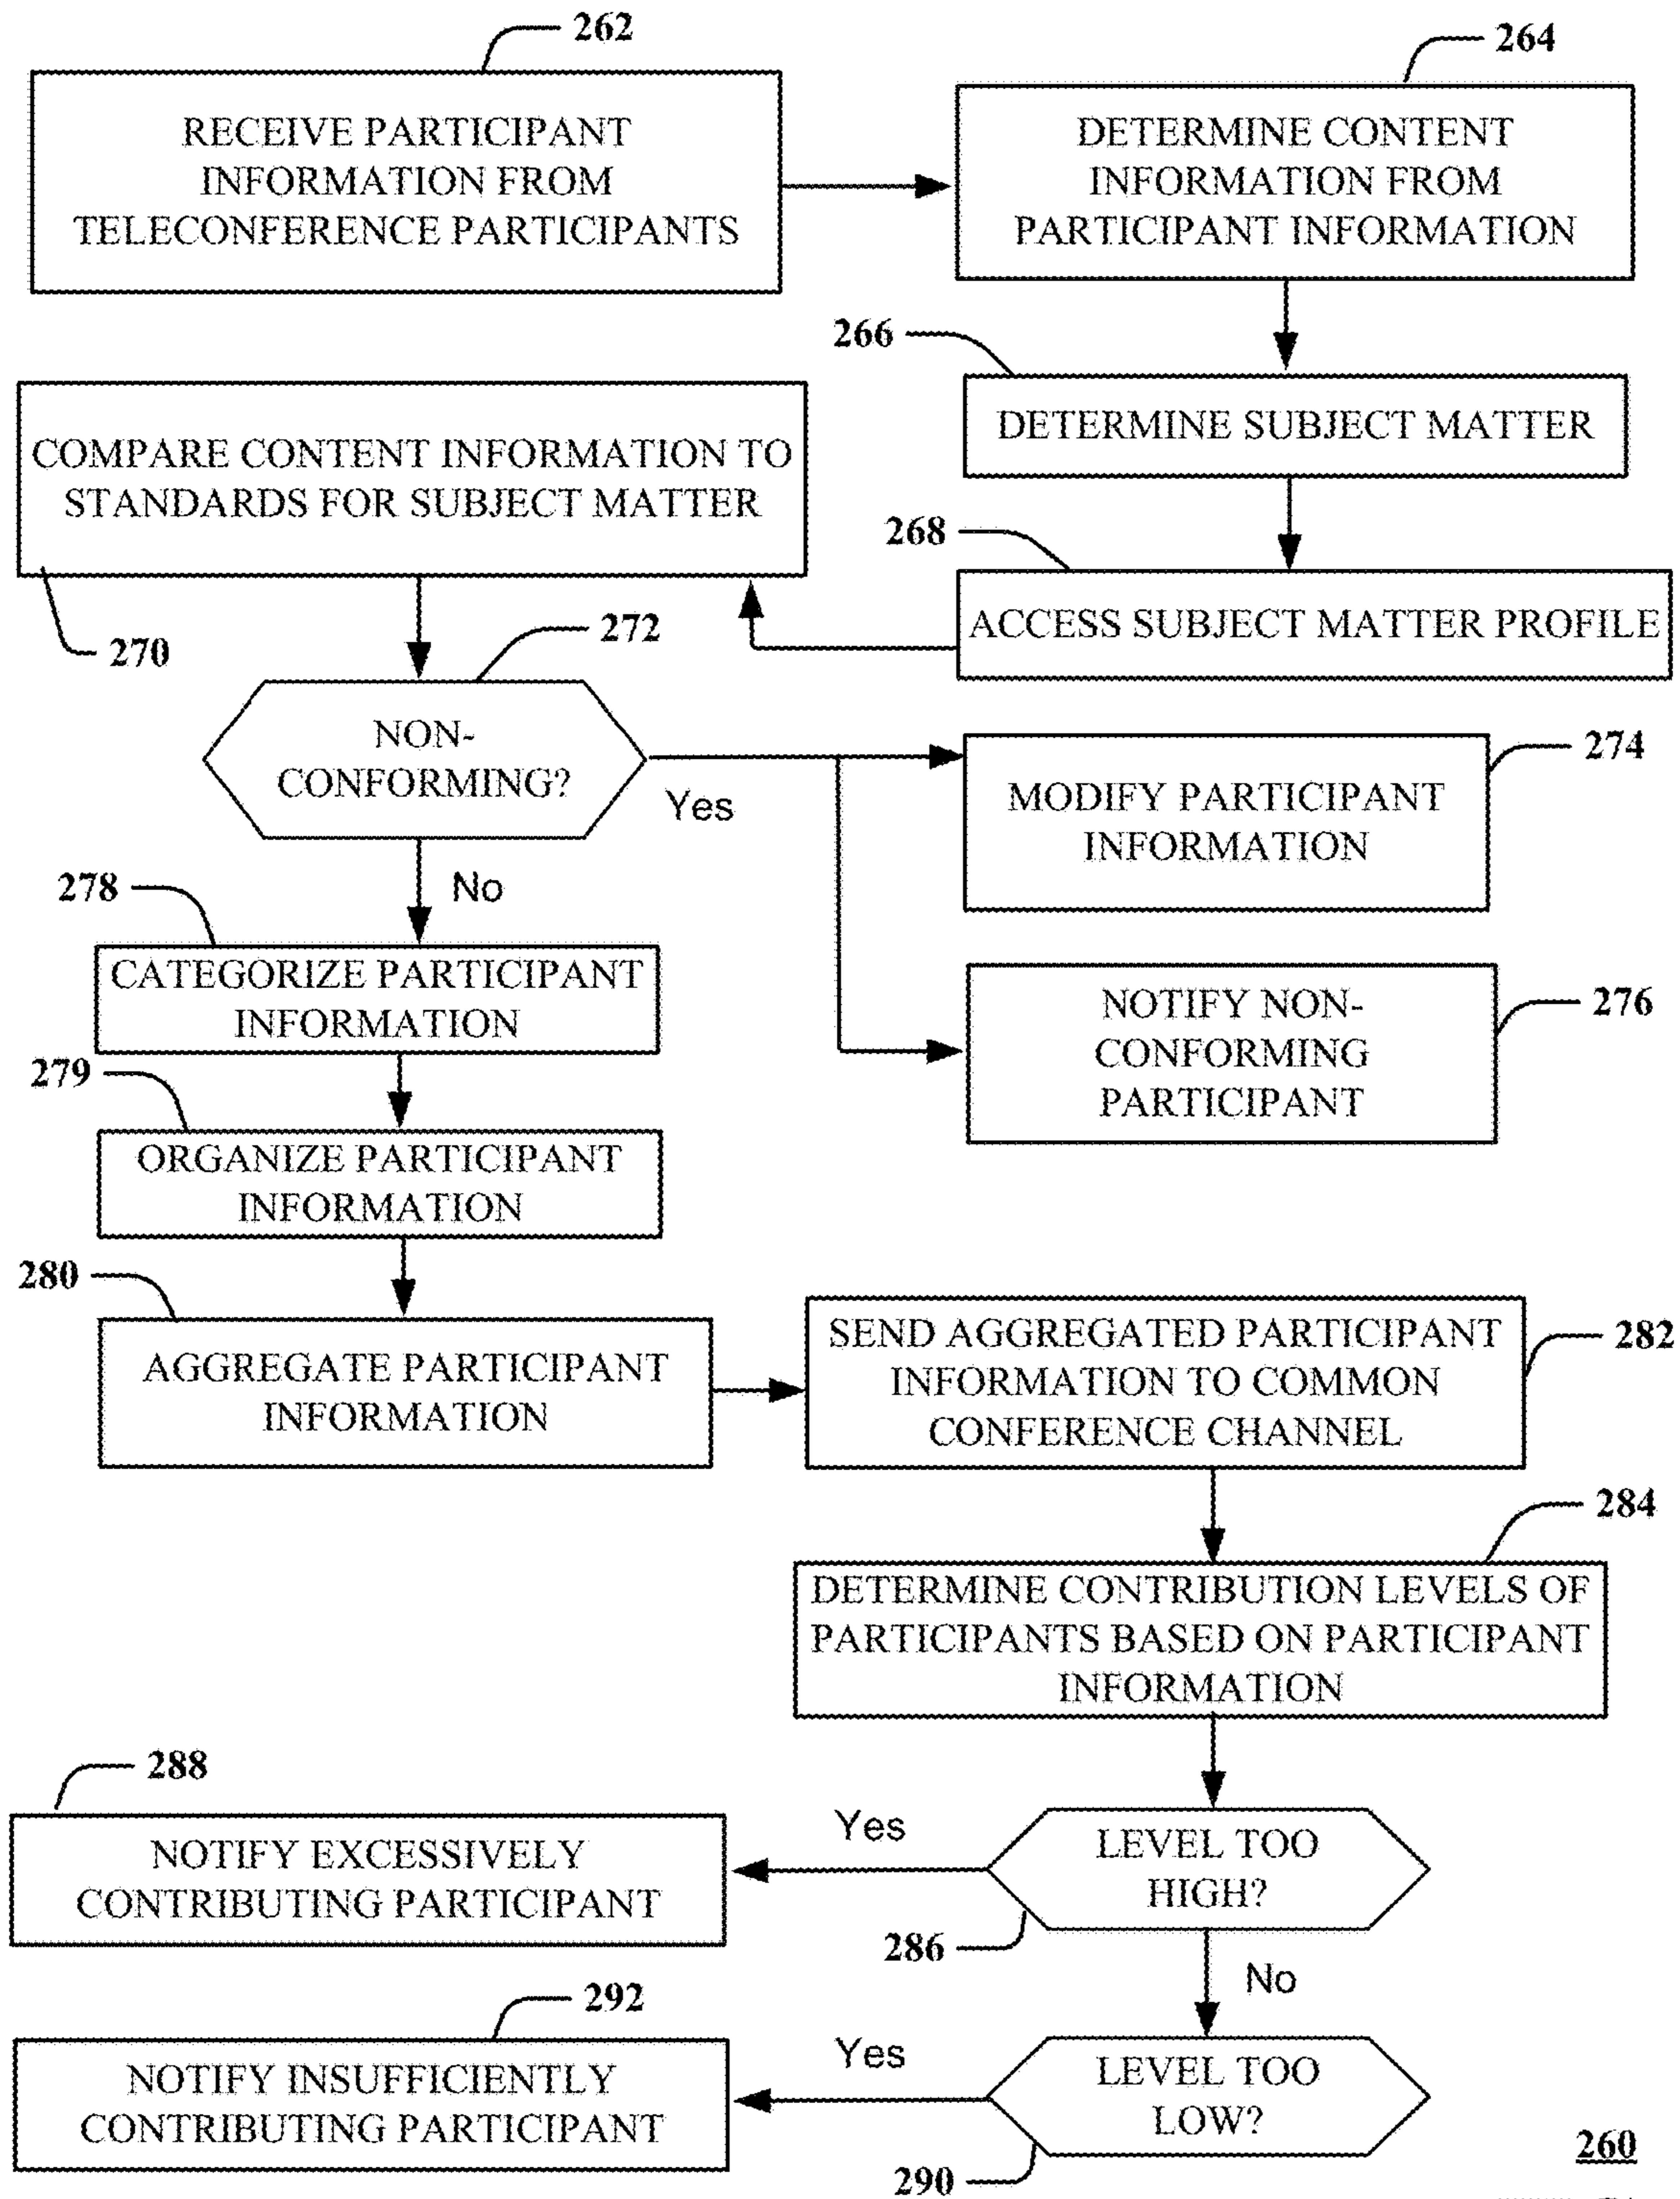 262
RECEIVE PARTICIPANT
INFORMATION FROM
TELECONFERENCE PARTICIPANTS
264
DETERMINE CONTENT
INFORMATION FROM
PARTICIPANT INFORMATION
266
DETERMINE SUBJECT MATTER
268
ACCESS SUBJECT MATTER PROFILE
COMPARE CONTENT INFORMATION TO
STANDARDS FOR SUBJECT MATTER
270
272
NON-
CONFORMING?
Yes
274
MODIFY PARTICIPANT
INFORMATION
276
NOTIFY NON-
CONFORMING
PARTICIPANT
No
278
CATEGORIZE PARTICIPANT
INFORMATION
279
ORGANIZE PARTICIPANT
INFORMATION
280
AGGREGATE PARTICIPANT
INFORMATION
282
SEND AGGREGATED PARTICIPANT
INFORMATION TO COMMON
CONFERENCE CHANNEL
284
DETERMINE CONTRIBUTION LEVELS OF
PARTICIPANTS BASED ON PARTICIPANT
INFORMATION
286
LEVEL TOO
HIGH?
Yes
288
NOTIFY EXCESSIVELY
CONTRIBUTING PARTICIPANT
No
290
LEVEL TOO
LOW?
Yes
292
NOTIFY INSUFFICIENTLY
CONTRIBUTING PARTICIPANT
260